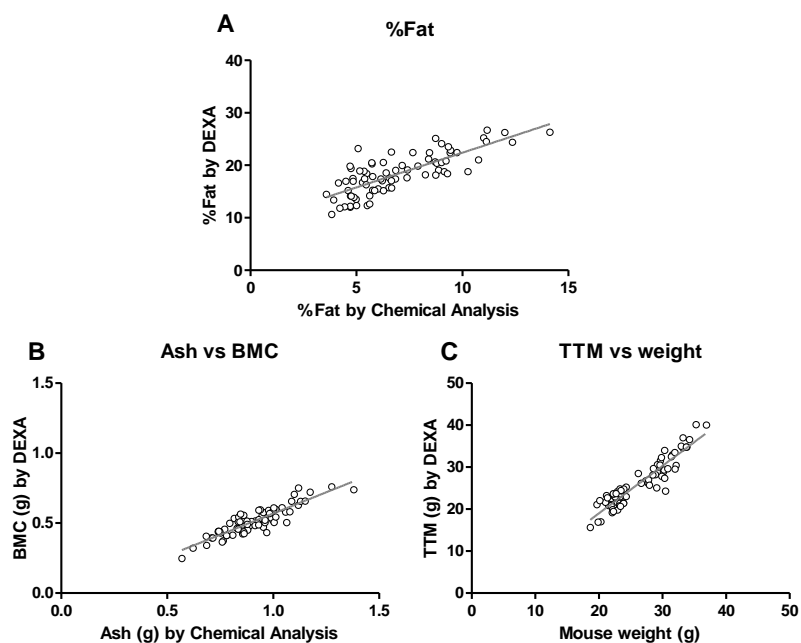 A
%Fat
40
30
20
10
0
%Fat by DEXA
0 5 10 15
%Fat by Chemical Analysis
B
Ash vs BMC
1.5
1.0
0.5
0.0
BMC (g) by DEXA
0.0 0.5 1.0 1.5
Ash (g) by Chemical Analysis
C
TTM vs weight
50
40
30
20
10
0
TTM (g) by DEXA
0 10 20 30 40 50
Mouse weight (g)